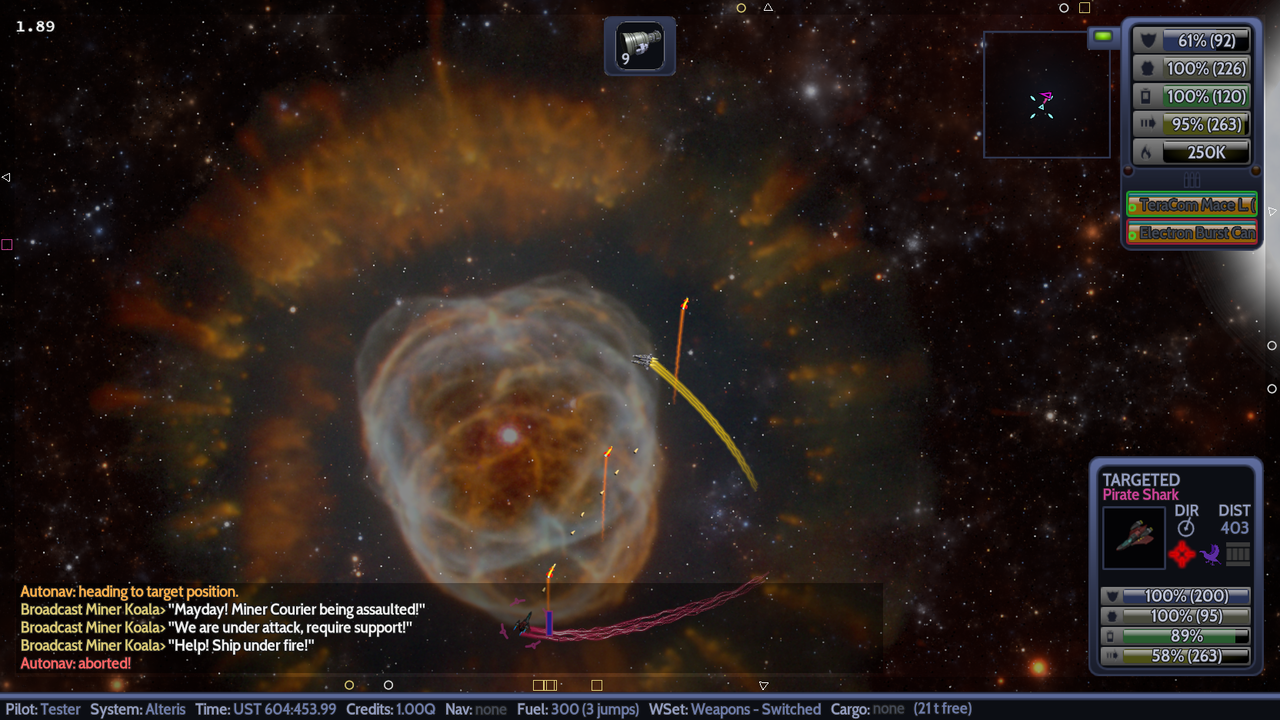 1.89
9
61% (92)
100% (226)
100% (120)
95% (263)
250K
TeraCom Mace L (
Electron Burst Can
TARGETED
Pirate Shark
DIR DIST
403
100% (200)
100% (95)
89%
58% (263)
Autonav: heading to target position.
Broadcast Miner Koala> "Mayday! Miner Courier being assaulted!"
Broadcast Miner Koala> "We are under attack, require support!"
Broadcast Miner Koala> "Help! Ship under fire!"
Autonav: aborted!
Pilot: Tester System: Alteris Time: UST 604:453.99 Credits: 1.00Q Nav: none Fuel: 300 (3 jumps) WSet: Weapons - Switched Cargo: none (21 t free)